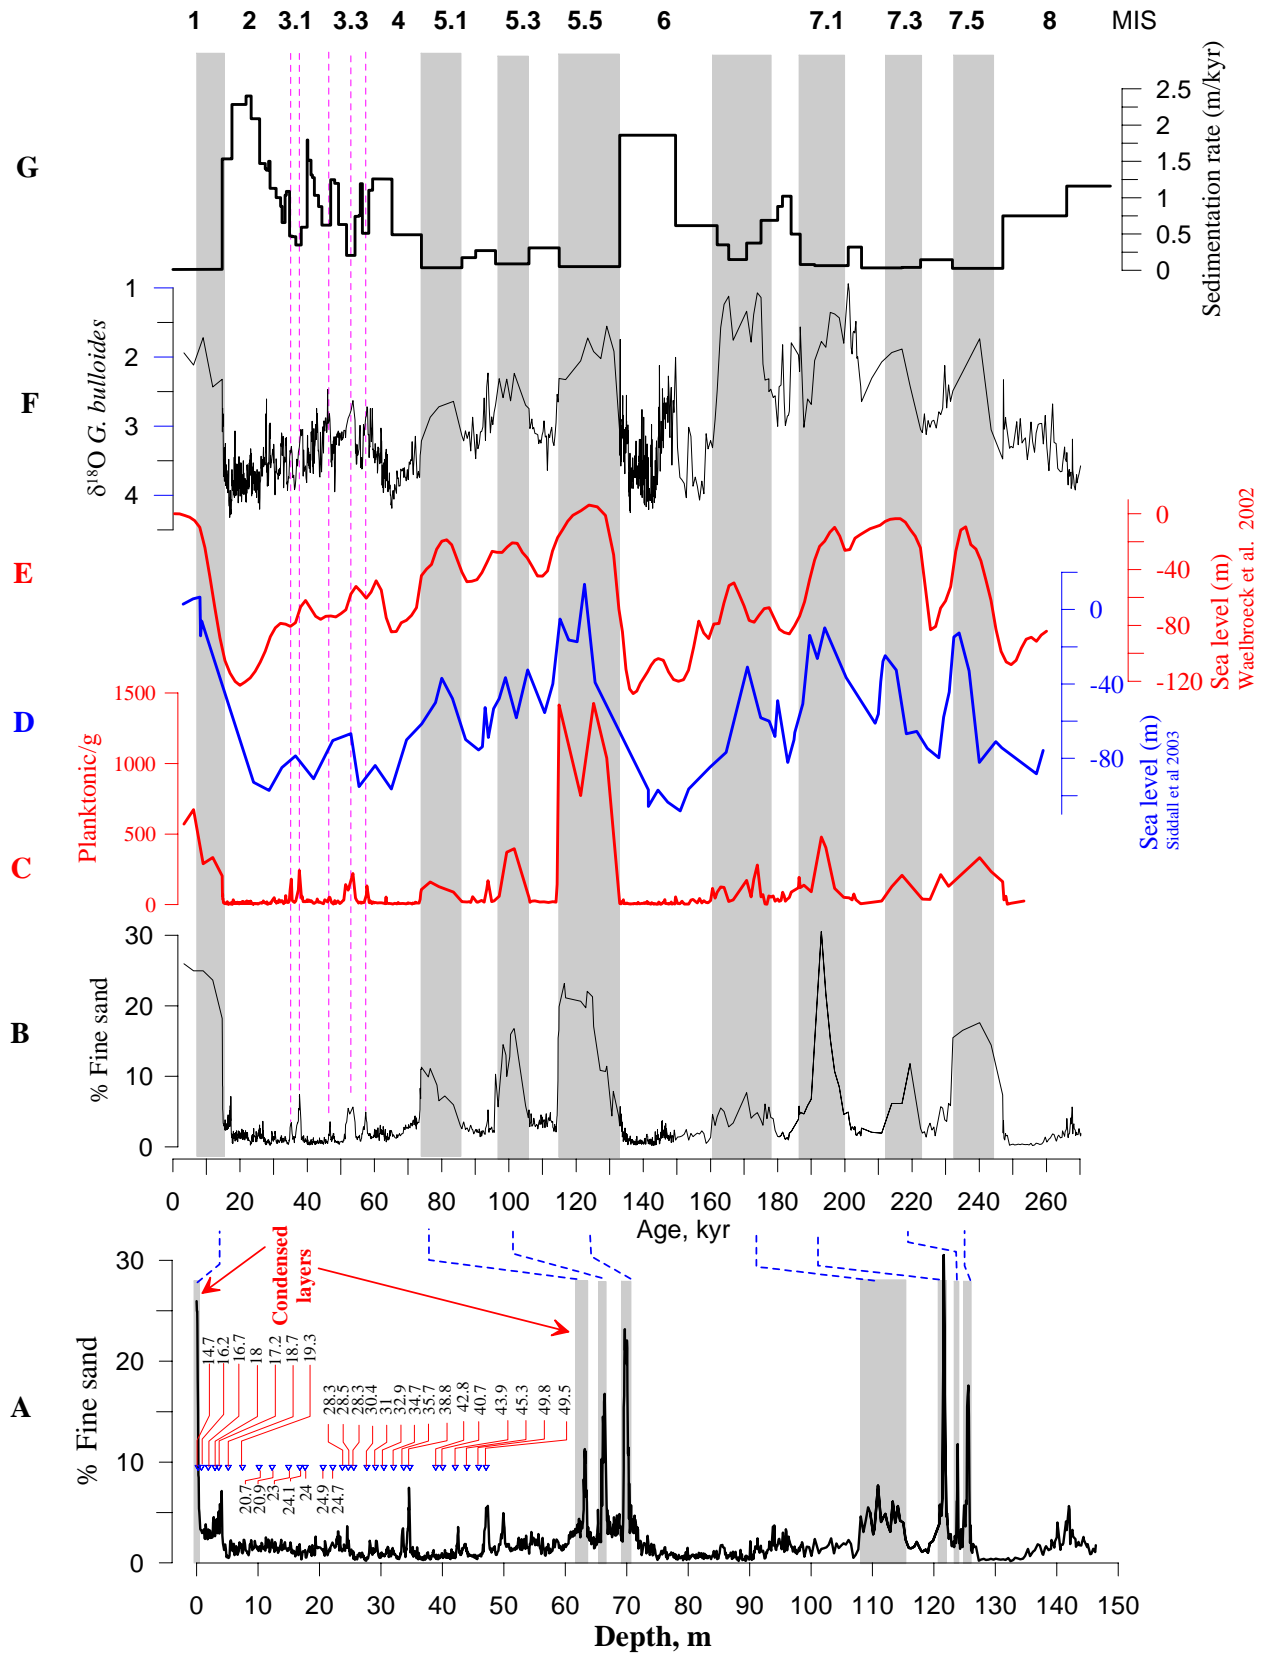 1 2 3.1 3.3 4 5.1 5.3 5.5 6 7.1 7.3 7.5 8 MIS
G
2.5
2
1.5
1
0.5
0
Sedimentation rate (m/kyr)
F
δ18O G. bulloides
1
2
3
4
E
0
-40
-80
-120
Sea level (m)
Waelbroeck et al. 2002
D
0
-40
-80
Sea level (m)
Siddall et al 2003
C
Planktonic/g
1500
1000
500
0
B
% Fine sand
30
20
10
0
0 20 40 60 80 100 120 140 160 180 200 220 240 260
Age, kyr
A
% Fine sand
30
20
10
0
Condensed
layers
14.7 16.2 16.7 18 17.2 18.7 19.3
28.3 28.5 28.3 30.4 31 32.9 34.7 35.7 38.8 42.8 40.7 43.9 45.3 49.8 49.5
20.7 20.9 23 24.1 24 24.9 24.7
0 10 20 30 40 50 60 70 80 90 100 110 120 130 140 150
Depth, m